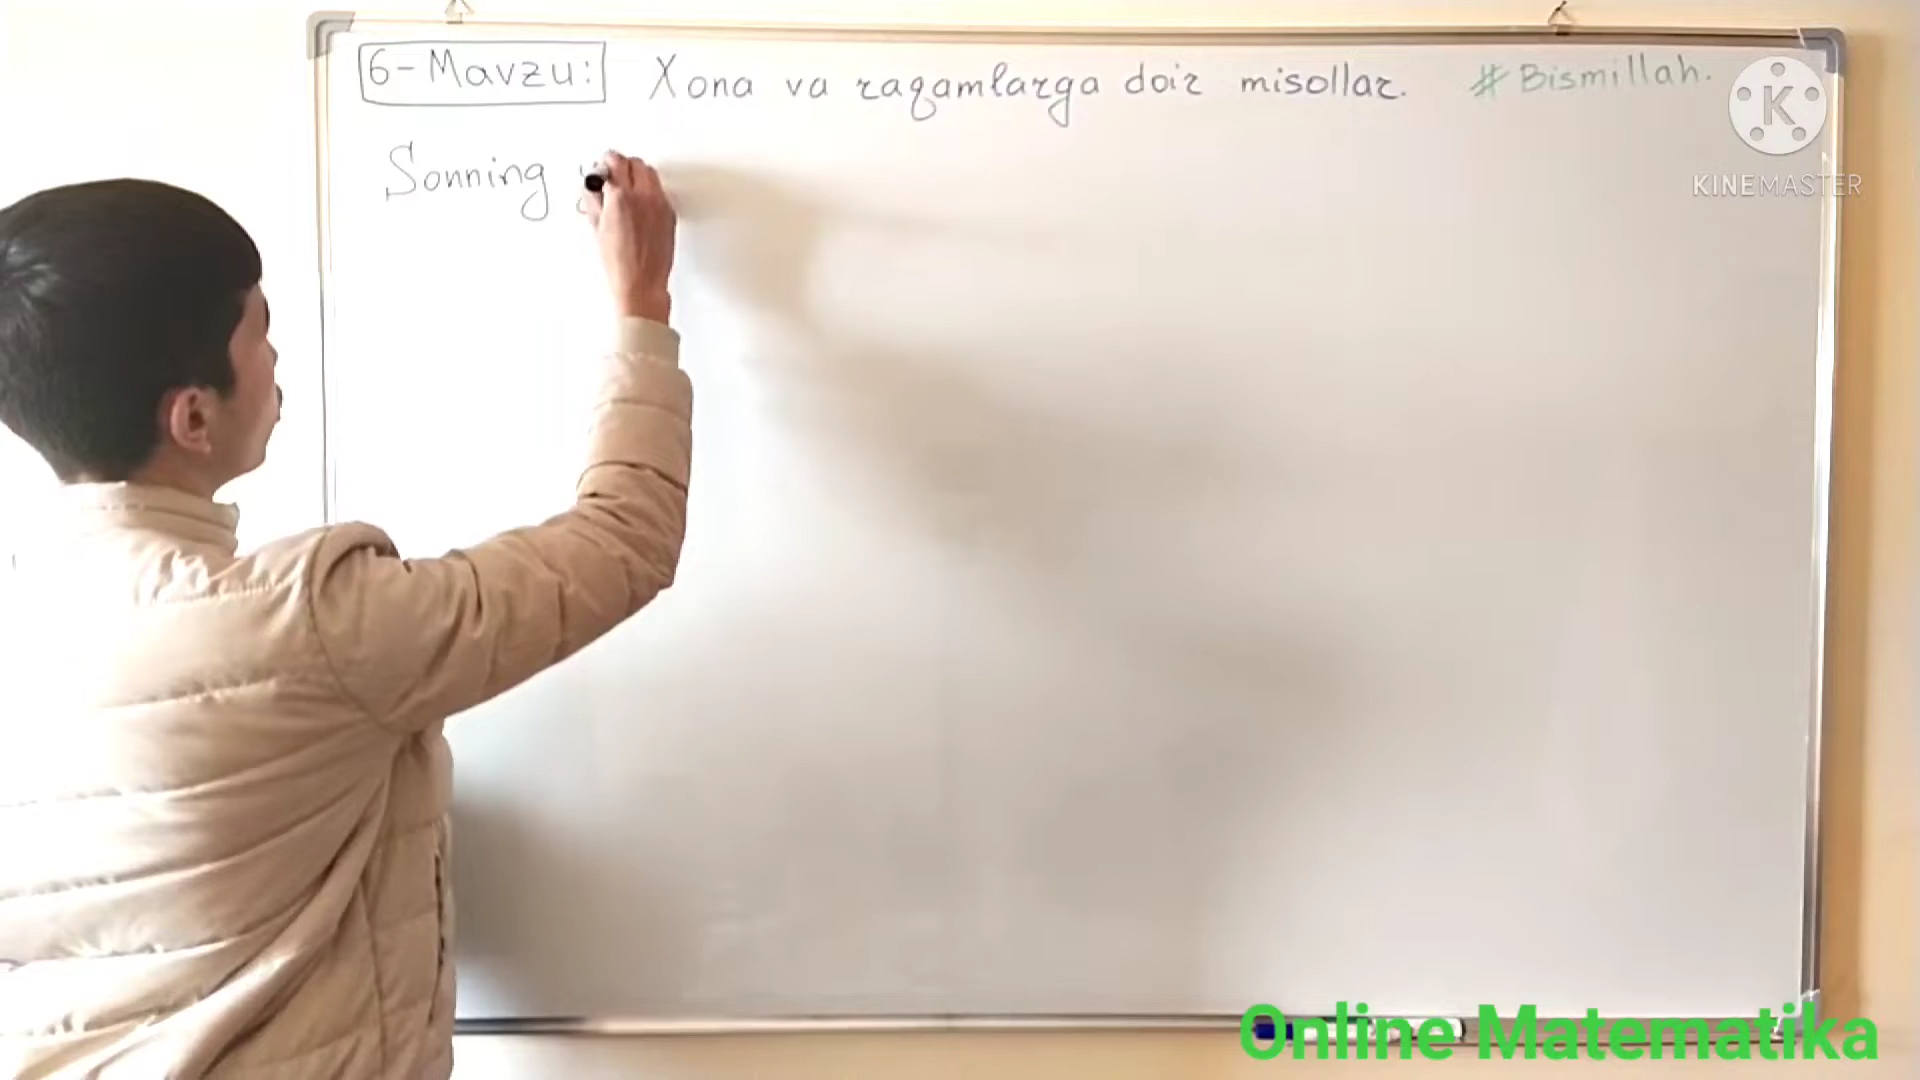 6-Mavzu: Xona va raqamlarga doir misollar. #Bismillah.
Sonning
KINEMASTER
Online Matematika